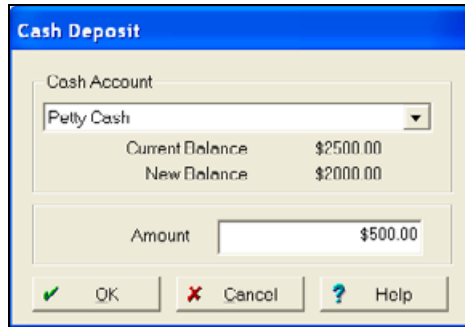 Cash Deposit
Cash Account
Petty Cash
Current Balance $2500.00
New Balance $2000.00
Amount $500.00
OK Cancel Help